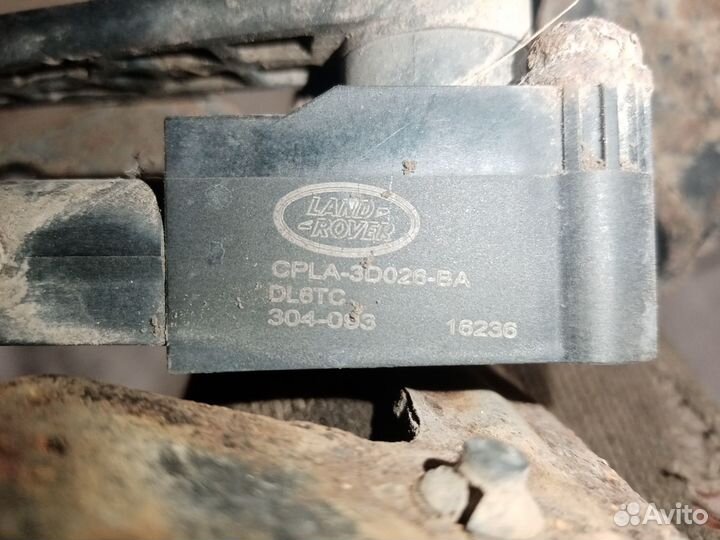 LAND-
-ROVER
CPLA-3D026-BA
DL6TC
304-093 16236
Avito